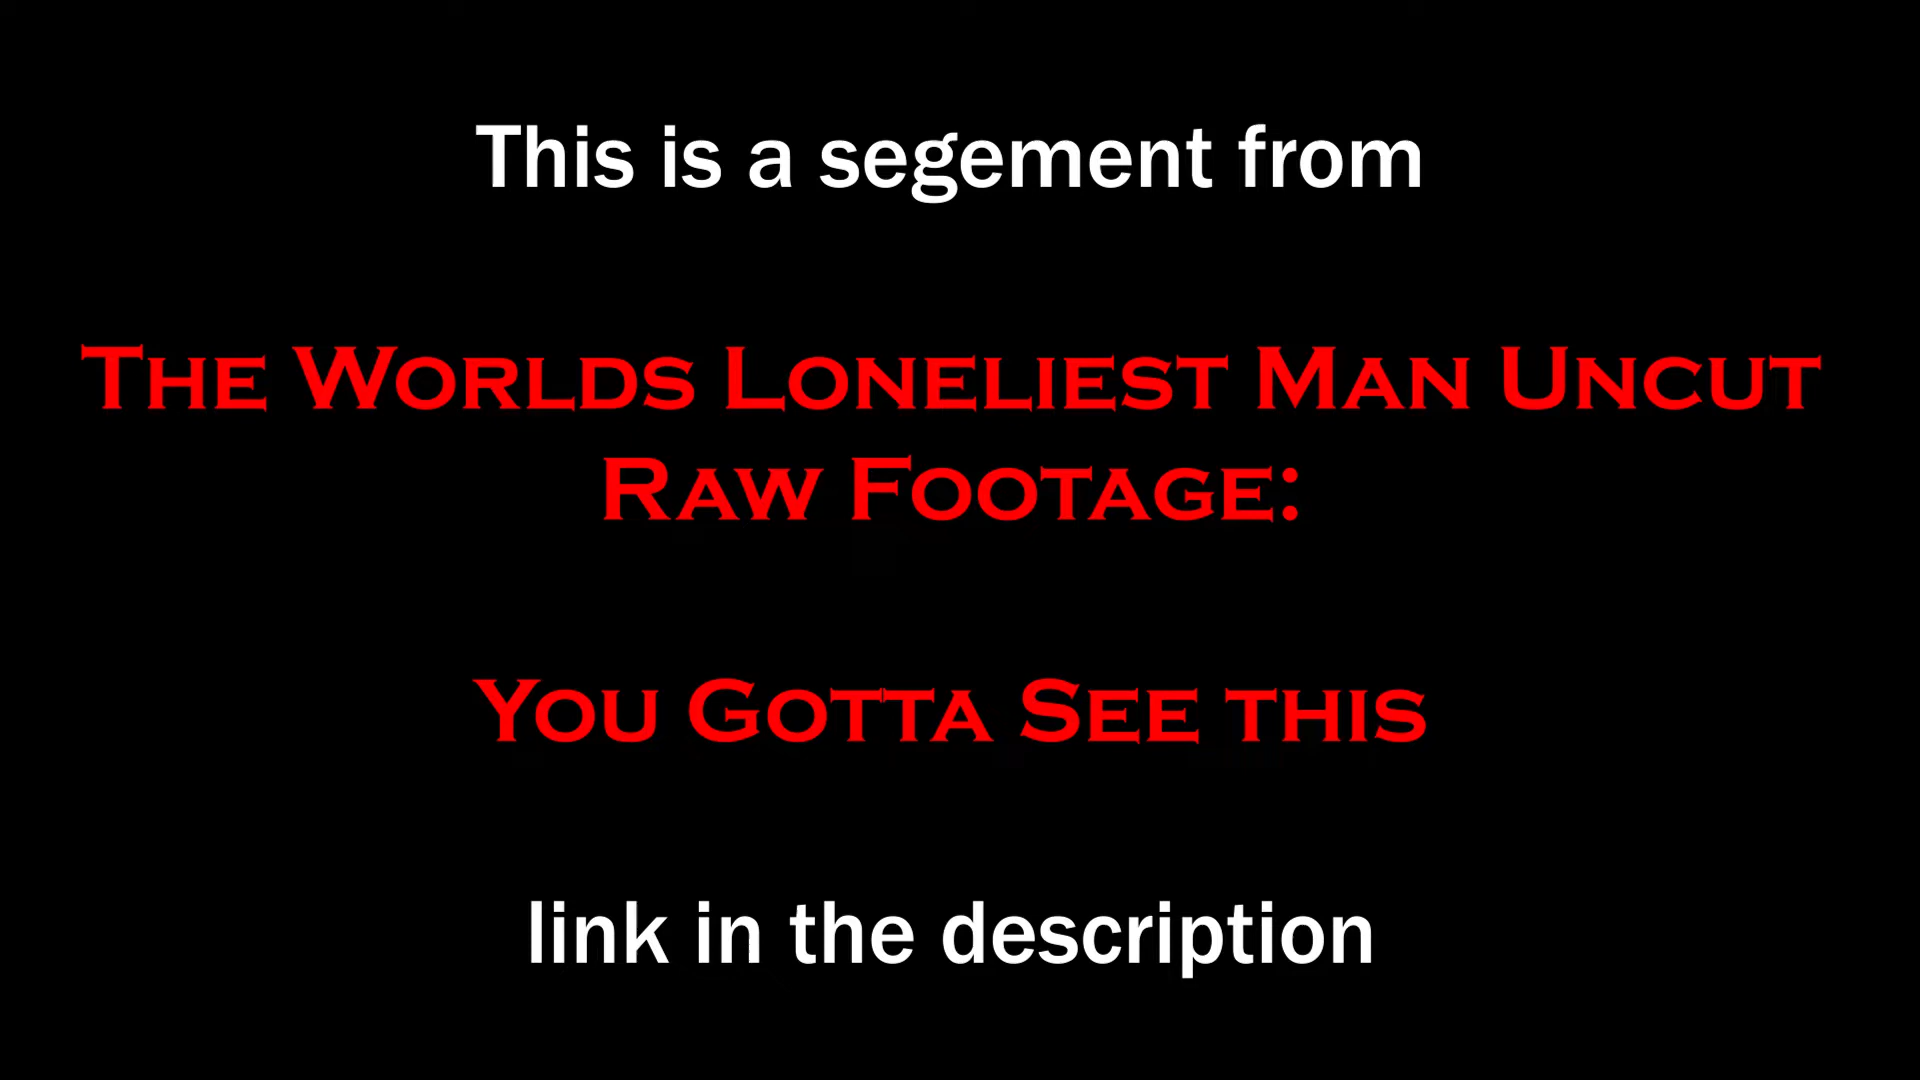 This is a segement from
The Worlds Loneliest Man Uncut
Raw Footage:
You Gotta See this
link in the description